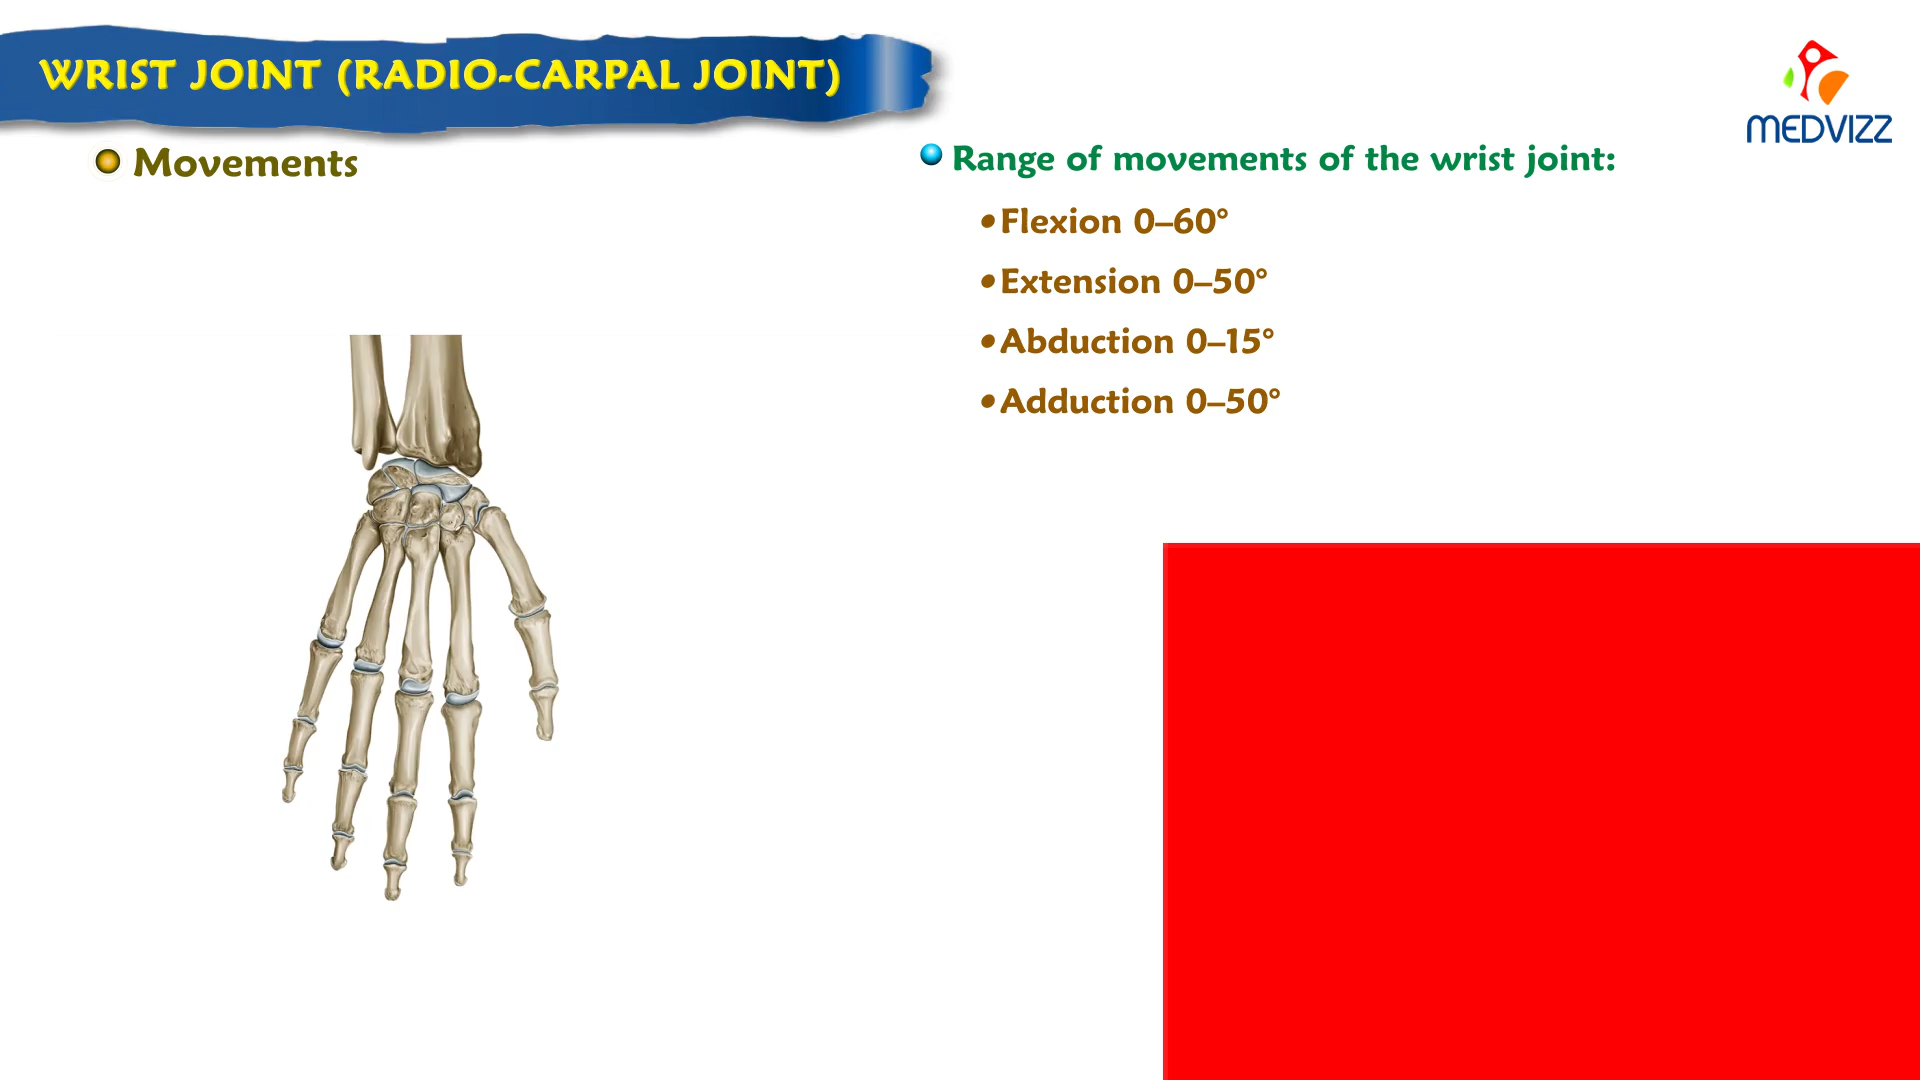 WRIST JOINT (RADIO-CARPAL JOINT)
MEDVIZZ
Movements
Range of movements of the wrist joint:
•Flexion 0–60°
•Extension 0–50°
•Abduction 0–15°
•Adduction 0–50°